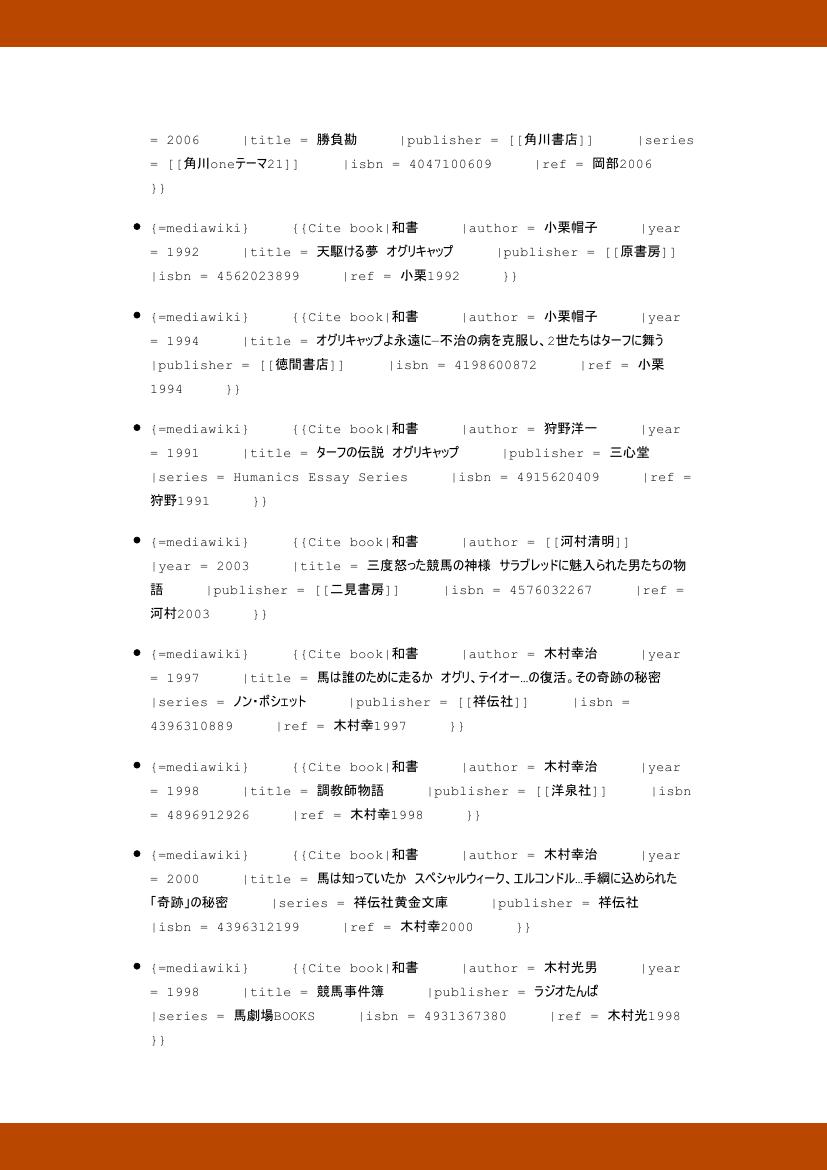 = 2006 |title = 勝負勘 |publisher = [[角川書店]] |series
= [[角川oneテーマ21]] |isbn = 4047100609 |ref = 岡部2006
}}
● {=mediawiki} {{Cite book|和書 |author = 小栗帽子 |year
= 1992 |title = 天駆ける夢 オグリキャップ |publisher = [[原書房]]
|isbn = 4562023899 |ref = 小栗1992 }}
● {=mediawiki} {{Cite book|和書 |author = 小栗帽子 |year
= 1994 |title = オグリキャップよ永遠に―不治の病を克服し、2世たちはターフに舞う
|publisher = [[徳間書店]] |isbn = 4198600872 |ref = 小栗
1994 }}
● {=mediawiki} {{Cite book|和書 |author = 狩野洋一 |year
= 1991 |title = ターフの伝説 オグリキャップ |publisher = 三心堂
|series = Humanics Essay Series |isbn = 4915620409 |ref =
狩野1991 }}
● {=mediawiki} {{Cite book|和書 |author = [[河村清明]]
|year = 2003 |title = 三度怒った競馬の神様 サラブレッドに魅入られた男たちの物
語 |publisher = [[二見書房]] |isbn = 4576032267 |ref =
河村2003 }}
● {=mediawiki} {{Cite book|和書 |author = 木村幸治 |year
= 1997 |title = 馬は誰のために走るか オグリ、テイオー…の復活。その奇跡の秘密
|series = ノン・ポシェット |publisher = [[祥伝社]] |isbn =
4396310889 |ref = 木村幸1997 }}
● {=mediawiki} {{Cite book|和書 |author = 木村幸治 |year
= 1998 |title = 調教師物語 |publisher = [[洋泉社]] |isbn
= 4896912926 |ref = 木村幸1998 }}
● {=mediawiki} {{Cite book|和書 |author = 木村幸治 |year
= 2000 |title = 馬は知っていたか スペシャルウィーク、エルコンドル…手綱に込められた
「奇跡」の秘密 |series = 祥伝社黄金文庫 |publisher = 祥伝社
|isbn = 4396312199 |ref = 木村幸2000 }}
● {=mediawiki} {{Cite book|和書 |author = 木村光男 |year
= 1998 |title = 競馬事件簿 |publisher = ラジオたんぱ
|series = 馬劇場BOOKS |isbn = 4931367380 |ref = 木村光1998
}}